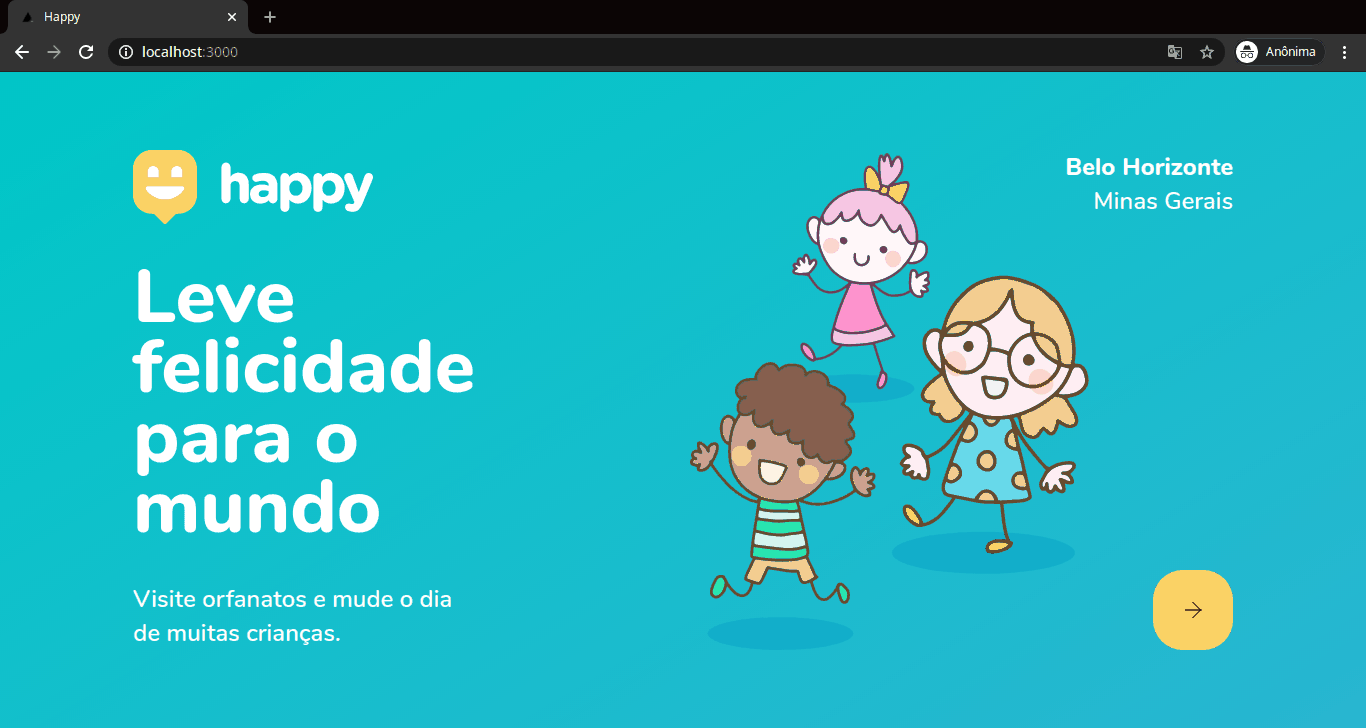 Happy
localhost:3000
Anônima
happy
Belo Horizonte
Minas Gerais
Leve
felicidade
para o
mundo
Visite orfanatos e mude o dia
de muitas crianças.